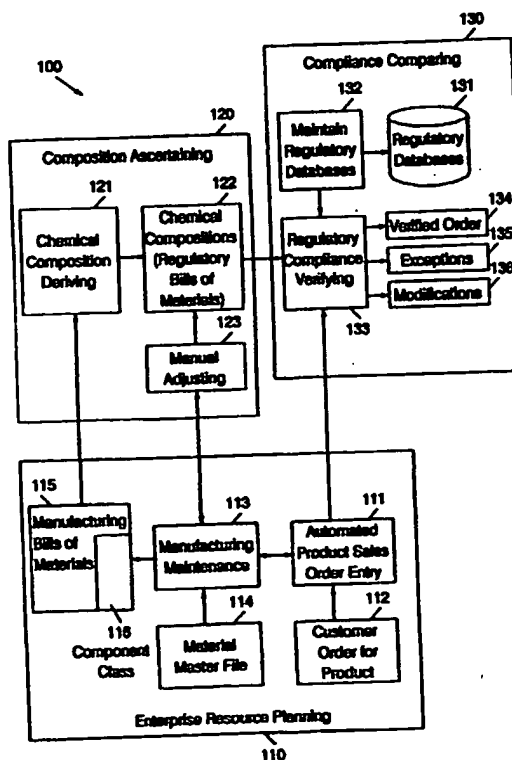 130
Compliance Comparing
100
132
131
Maintain
Regulatory
Databases
Regulatory
Databases
120
Composition Ascertaining
121
122
134
Chemical
Composition
Deriving
Chemical
Compositions
(Regulatory
Bills of
Materials)
Regulatory
Compliance
Verifying
Verified Order
135
Exceptions
136
Modifications
123
133
Manual
Adjusting
115
113
111
Manufacturing
Bills of
Materials
Manufacturing
Maintenance
Automated
Product Sales
Order Entry
114
112
116
Component
Class
Material
Master File
Customer
Order for
Product
Enterprise Resource Planning
110